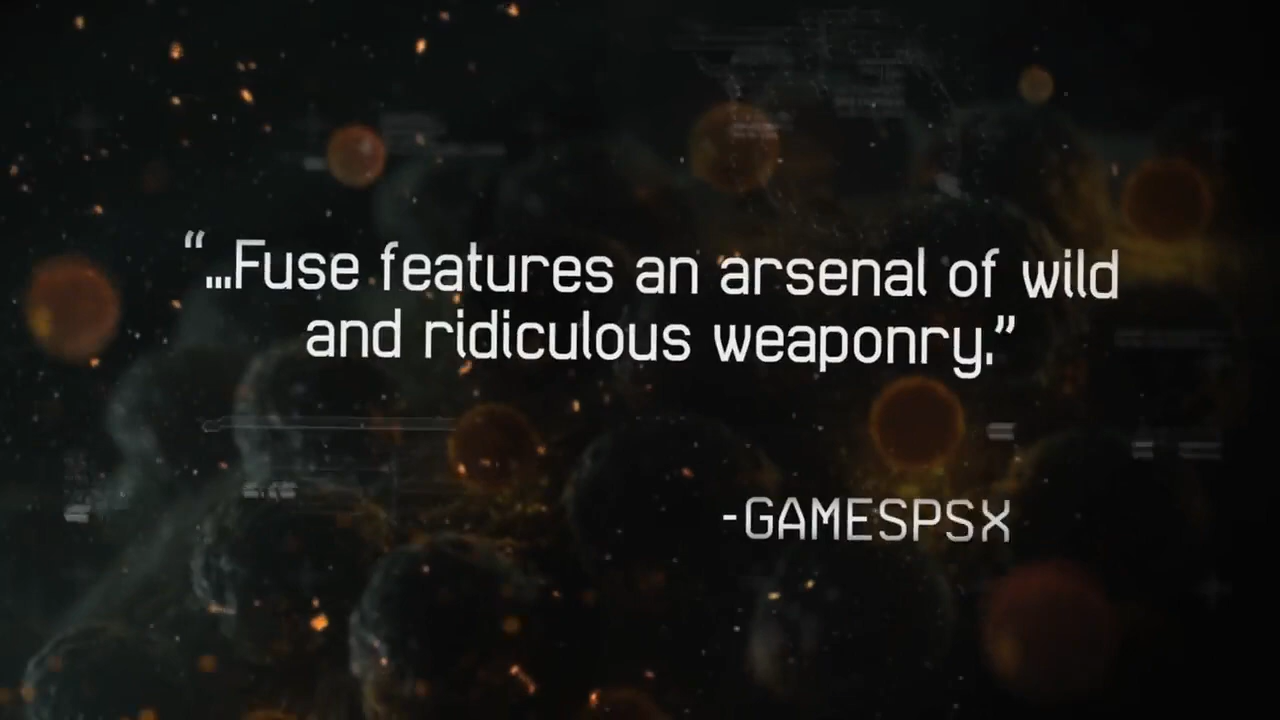 “...Fuse features an arsenal of wild
and ridiculous weaponry.”
-GAMESPSX